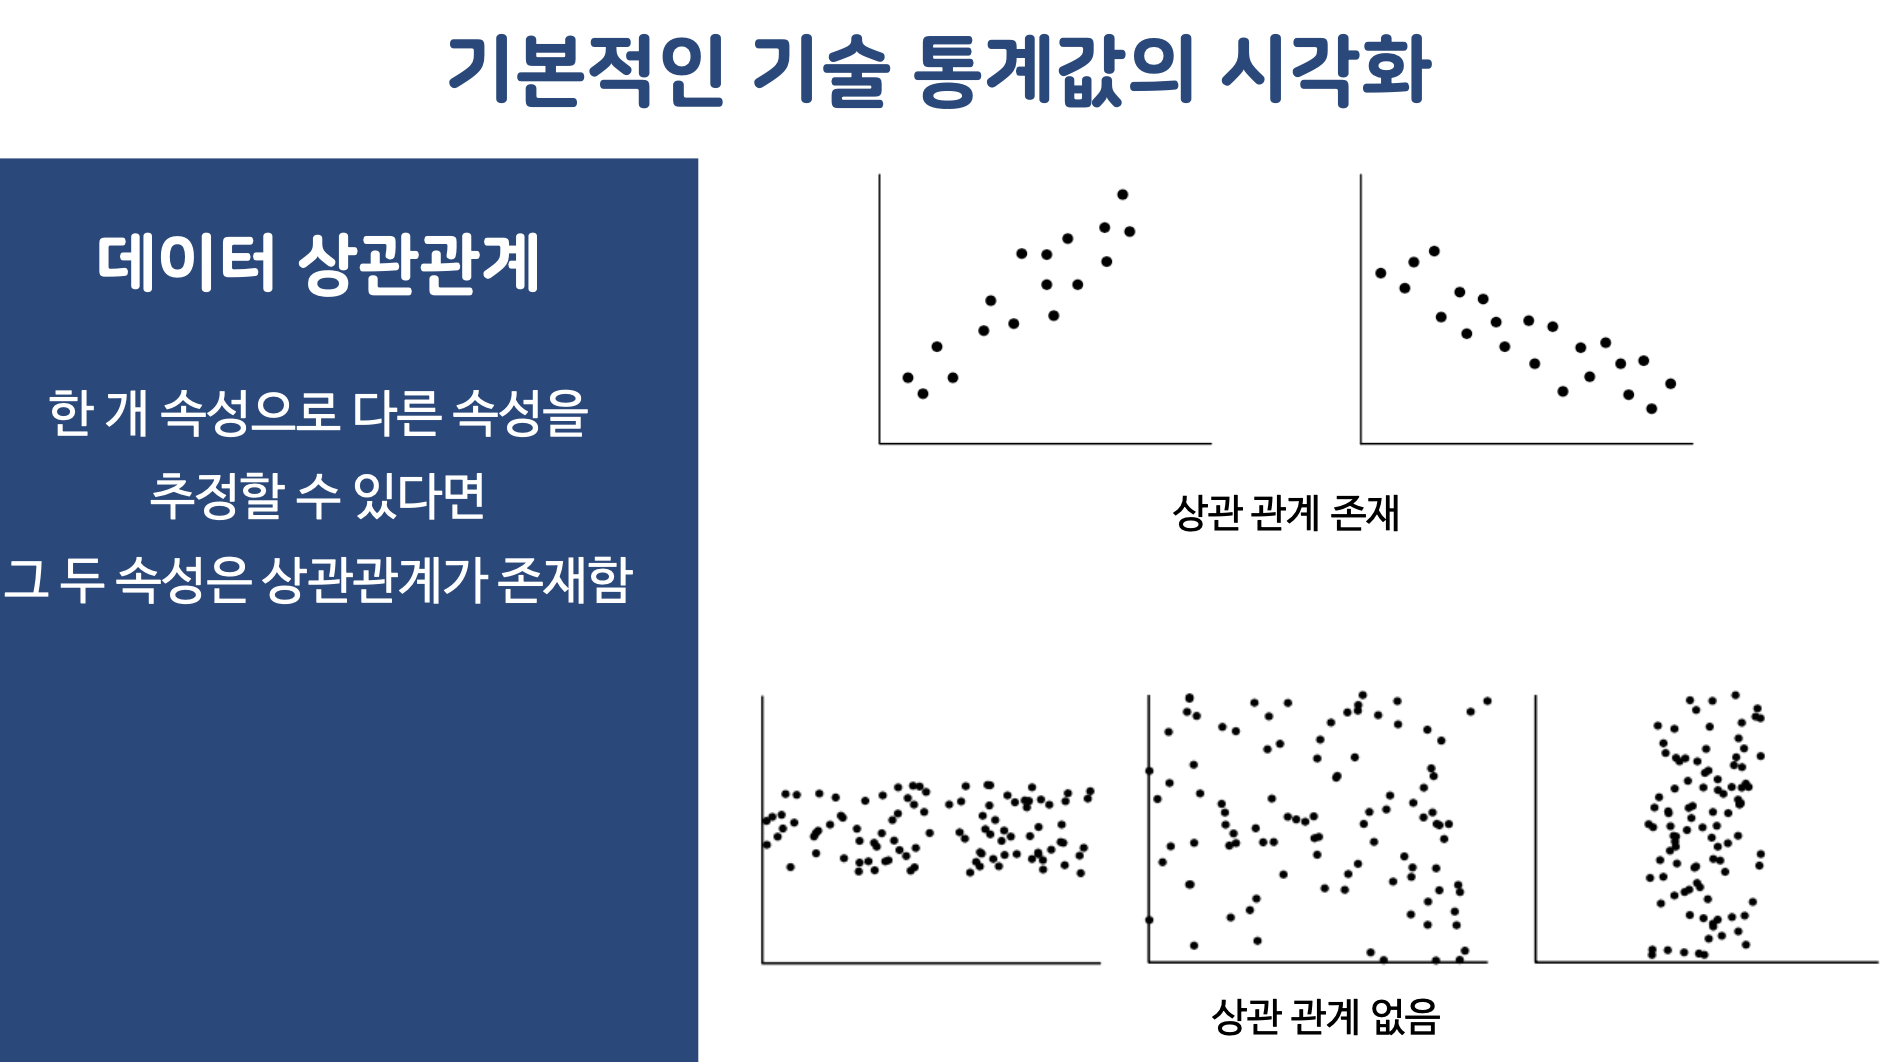 기본적인 기술 통계값의 시각화
데이터 상관관계
한 개 속성으로 다른 속성을
추정할 수 있다면
그 두 속성은 상관관계가 존재함
상관 관계 존재
상관 관계 없음